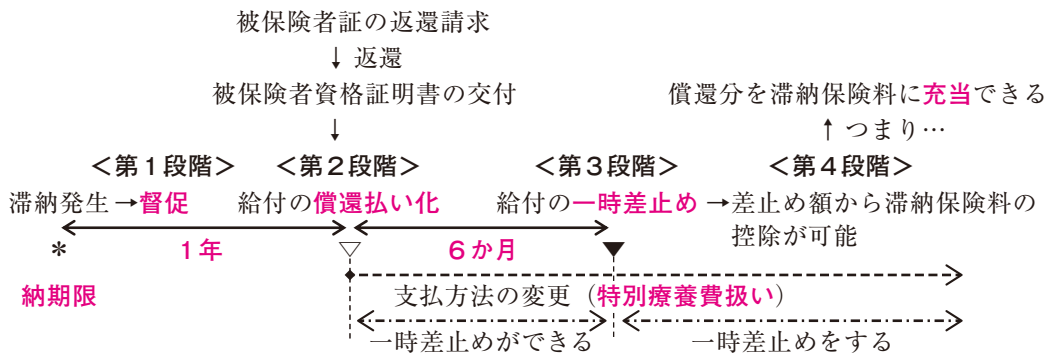 被保険者証の返還請求
↓ 返還
被保険者資格証明書の交付
↓
償還分を滞納保険料に充当できる
↑ つまり…
＜第１段階＞
＜第２段階＞
＜第３段階＞
＜第４段階＞
滞納発生→督促
給付の償還払い化
給付の一時差止め→差止め額から滞納保険料の
控除が可能
＊
１年
６か月
納期限
支払方法の変更（特別療養費扱い）
一時差止めができる
一時差止めをする